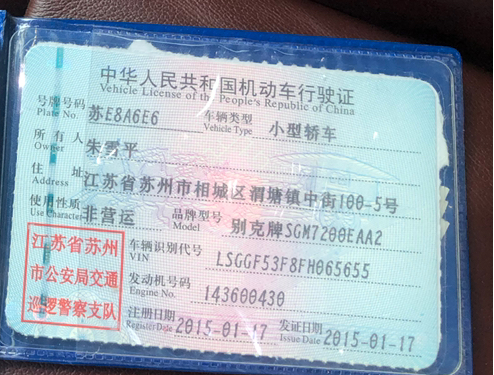 中华人民共和国机动车行驶证
Vehicle License of the People's Republic of China
号牌号码 苏E8A6E6 车辆类型 小型轿车
Plate No. Vehicle Type
所有人 朱雪平
Owner
住址 江苏省苏州市相城区渭塘镇中街100-5号
Address
使用性质 非营运 品牌型号 别克牌SGM7200EAA2
Use Character Model
江苏省苏州
市公安局交通
巡逻警察支队
车辆识别代号 LSGGF53F8FH065655
VIN
发动机号码 143600430
Engine No.
注册日期 2015-01-17 发证日期 2015-01-17
Register Date Issue Date